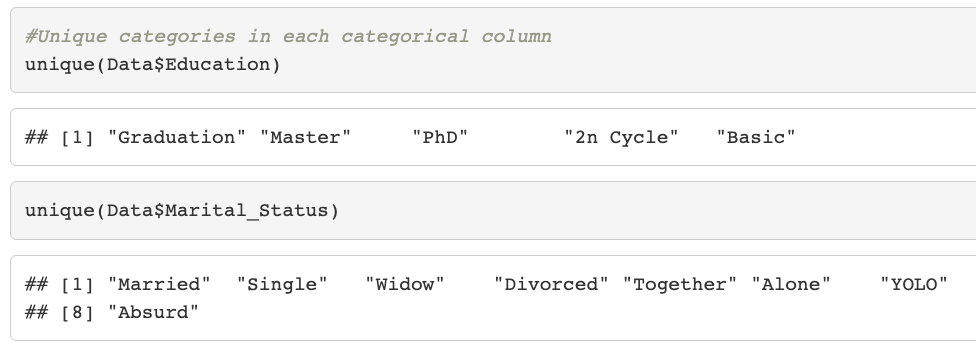 #Unique categories in each categorical column
unique(Data$Education)
## [1] "Graduation" "Master"     "PhD"        "2n Cycle"   "Basic"
unique(Data$Marital_Status)
## [1] "Married"  "Single"   "Widow"    "Divorced" "Together" "Alone"    "YOLO"
## [8] "Absurd"